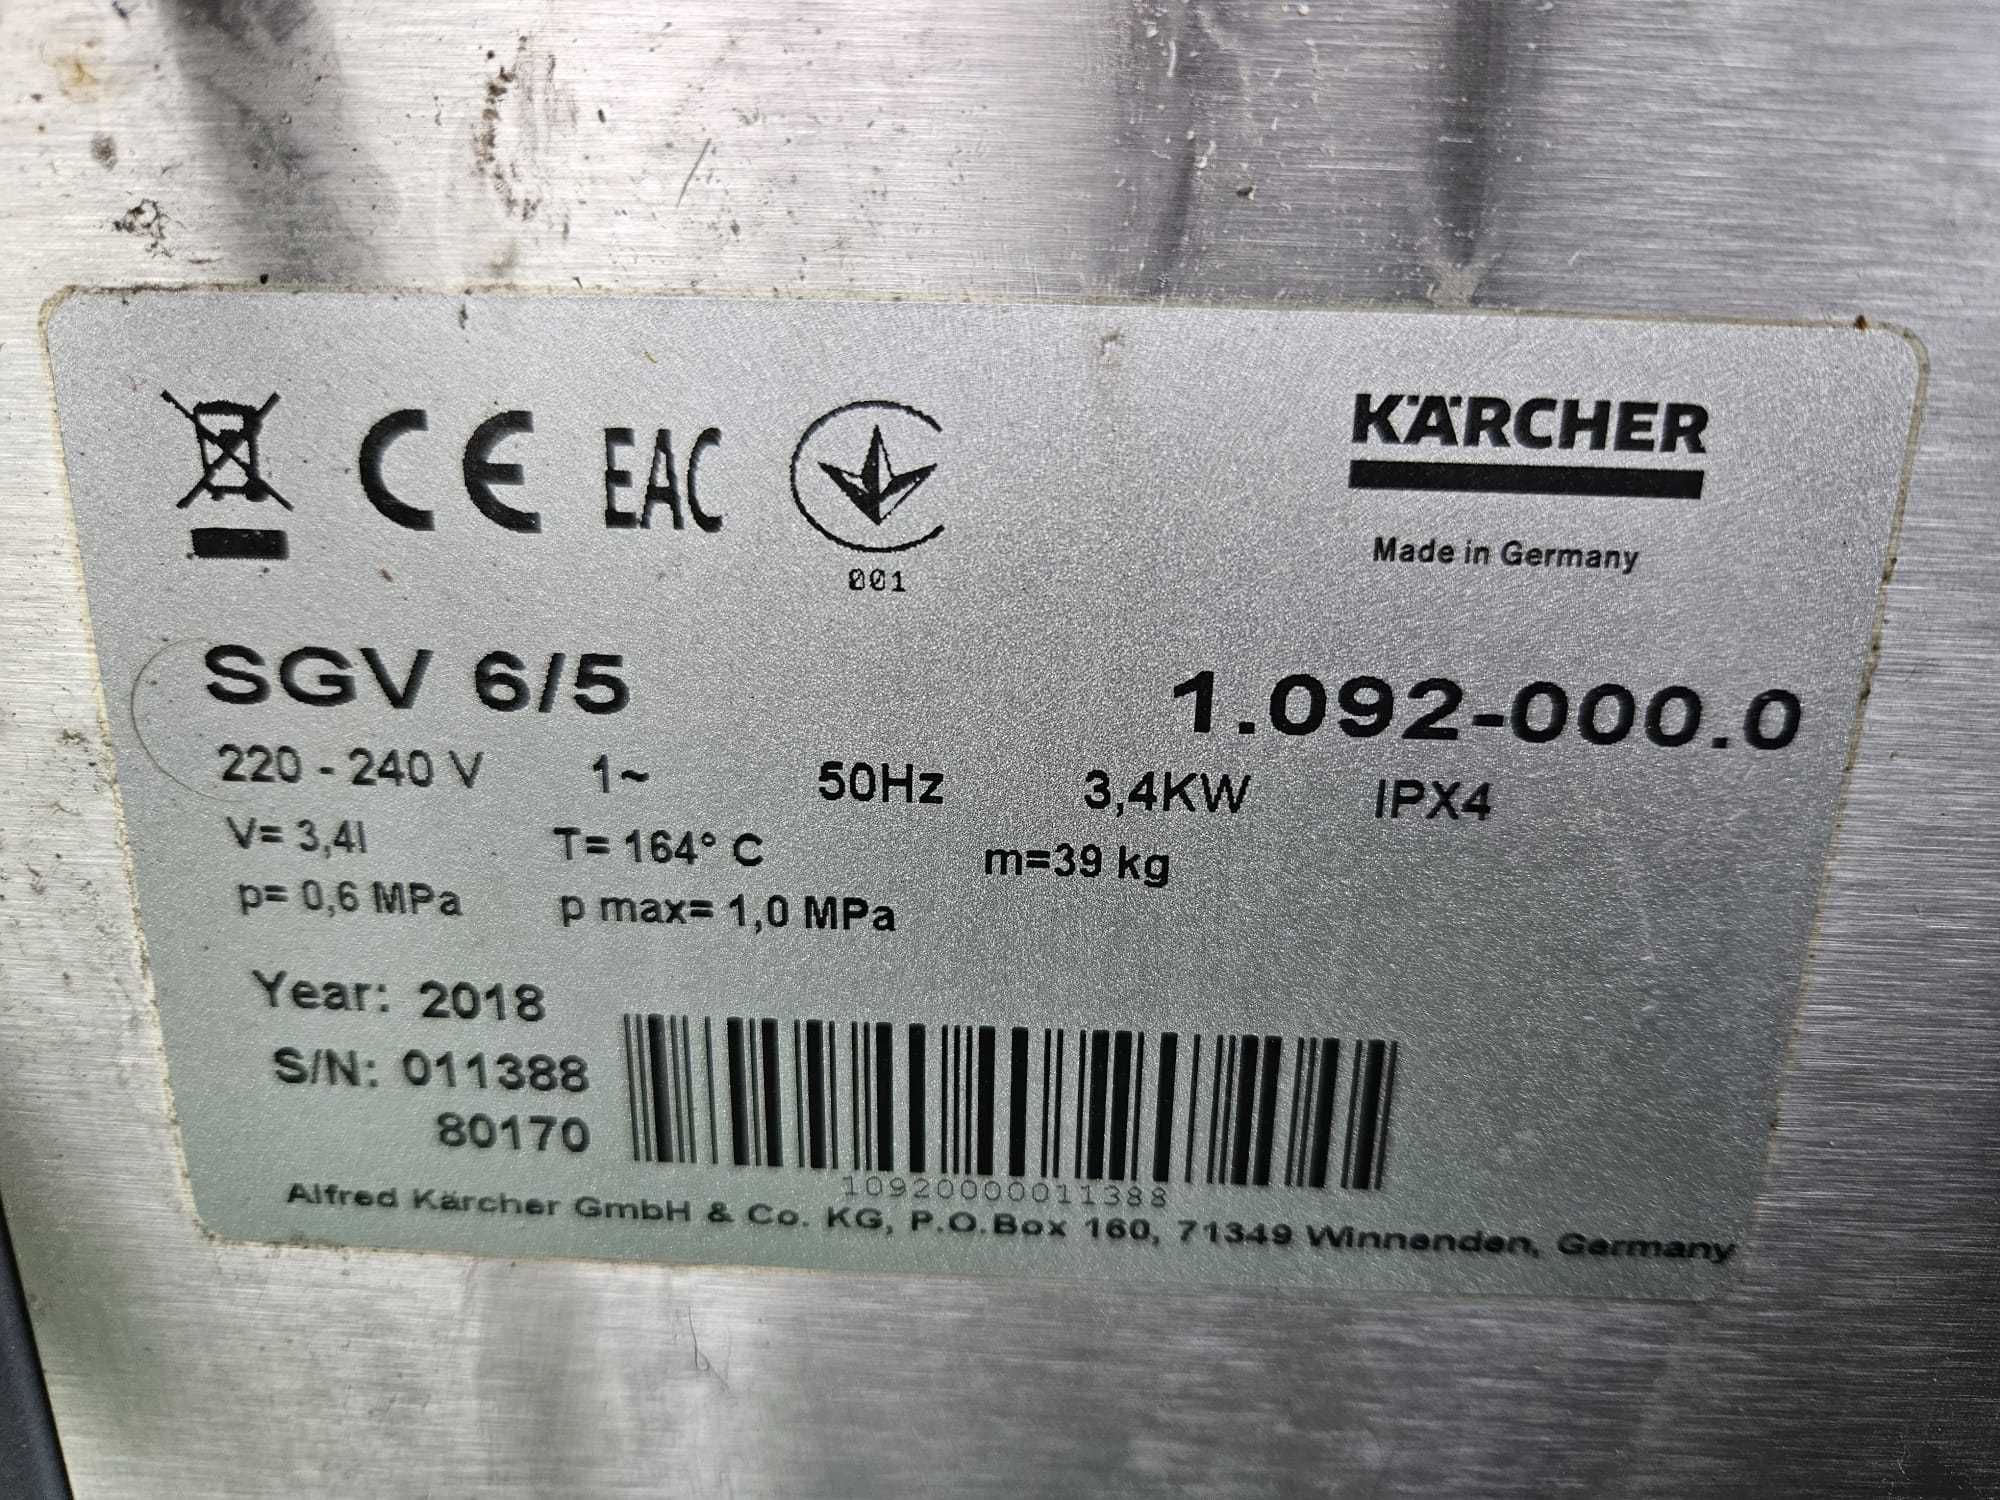 CE EAC
001
KÄRCHER
Made in Germany
SGV 6/5 1.092-000.0
220 - 240 V 1~ 50Hz 3,4KW IPX4
V= 3,4l T= 164° C m=39 kg
p= 0,6 MPa p max= 1,0 MPa
Year: 2018
S/N: 011388
80170
10920000011388
Alfred Kärcher GmbH & Co. KG, P.O.Box 160, 71349 Winnenden, Germany